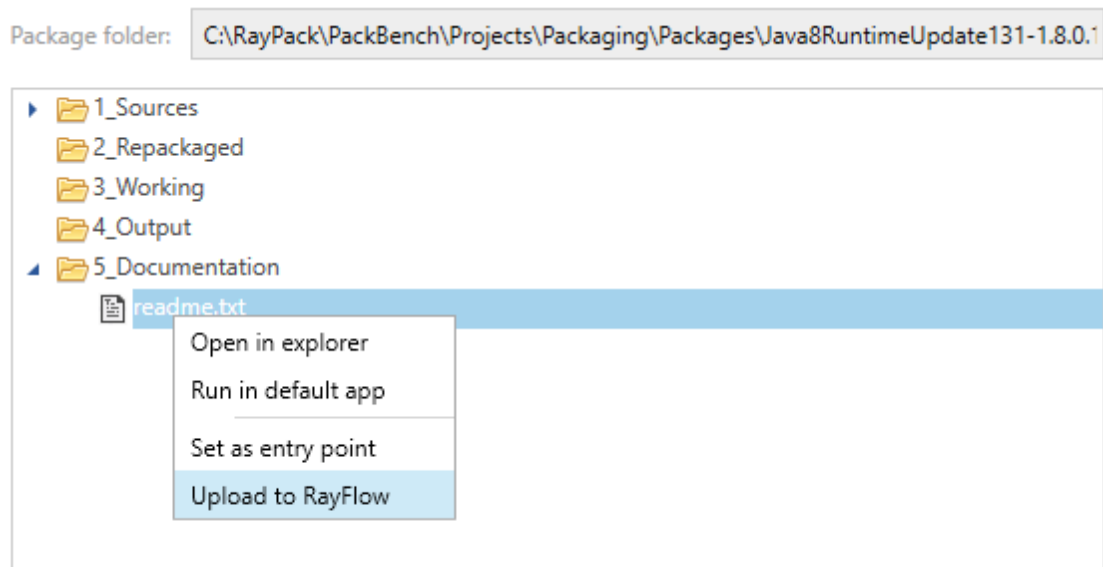 Package folder: C:\RayPack\PackBench\Projects\Packaging\Packages\Java8RuntimeUpdate131-1.8.0.1
1_Sources
2_Repackaged
3_Working
4_Output
5_Documentation
readme.txt
Open in explorer
Run in default app
Set as entry point
Upload to RayFlow